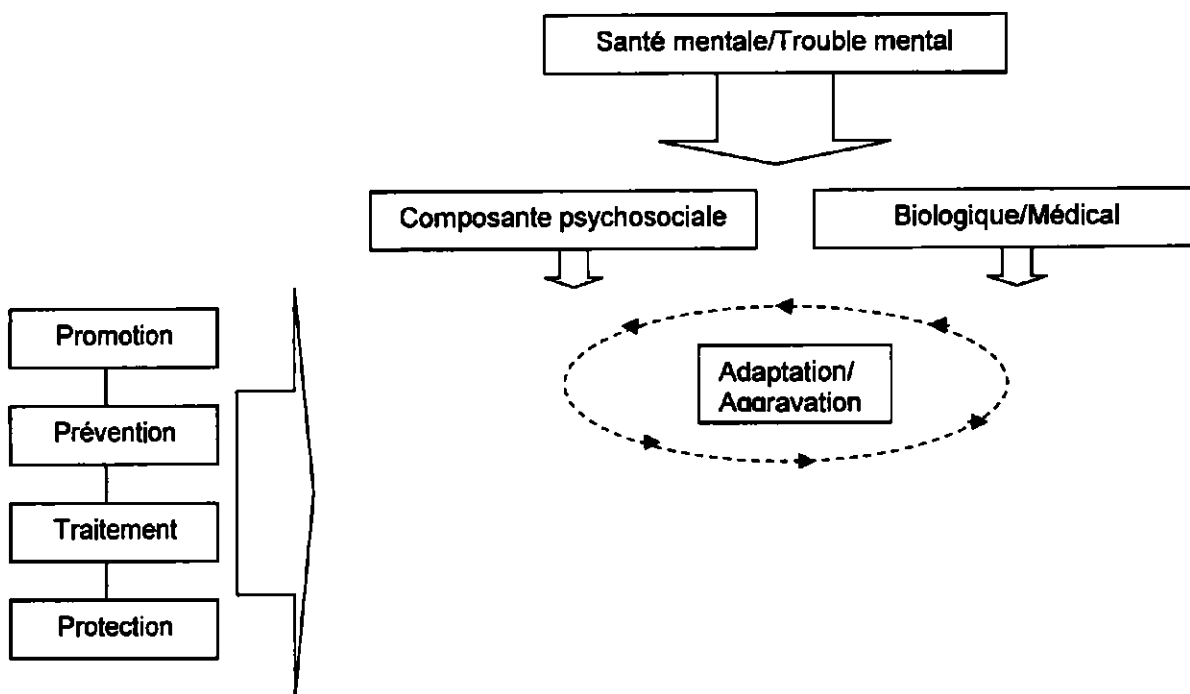 Santé mentale/Trouble mental
Composante psychosociale
Biologique/Médical
Promotion
Prévention
Traitement
Protection
Adaptation/
Aggravation